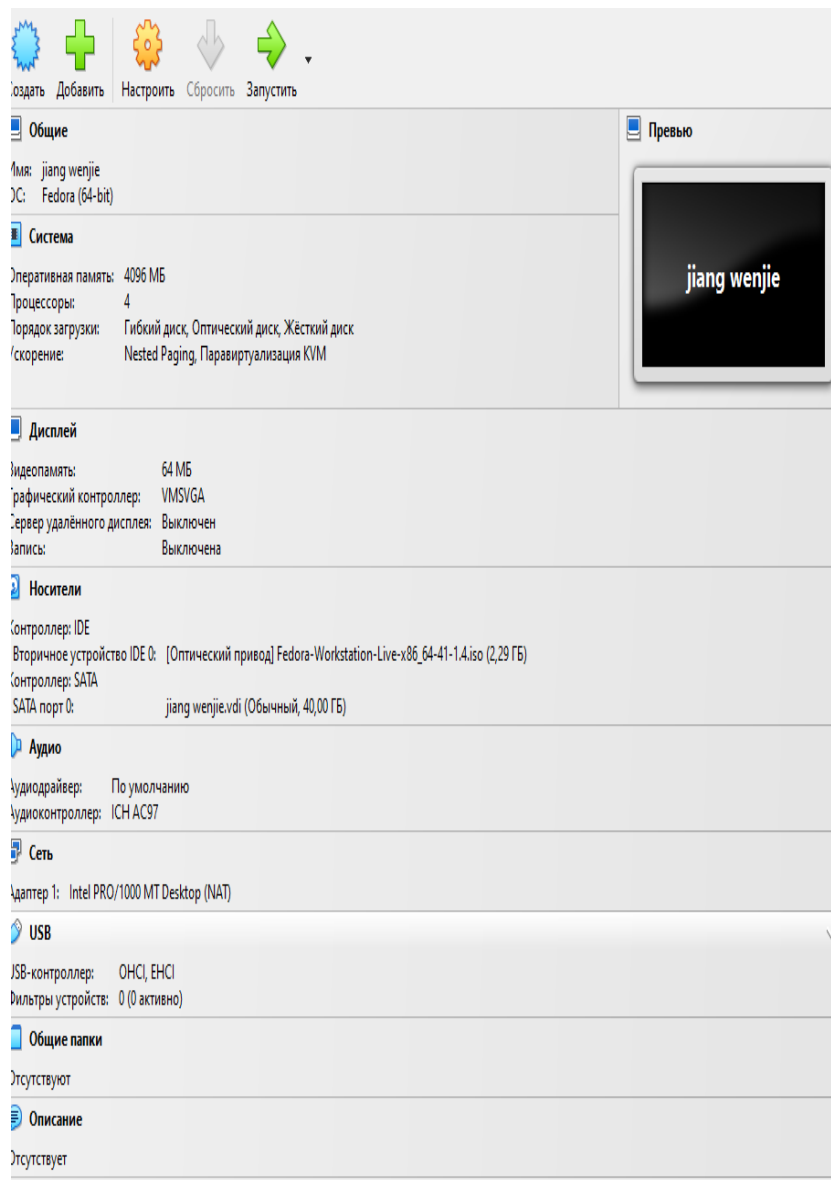 оздать Добавить Настроить Сбросить Запустить
Общие
Имя: jiang wenjie
ОС: Fedora (64-bit)
Превью
jiang wenjie
Система
Оперативная память: 4096 МБ
Процессоры: 4
Порядок загрузки: Гибкий диск, Оптический диск, Жёсткий диск
Ускорение: Nested Paging, Паравиртуализация KVM
Дисплей
Видеопамять: 64 МБ
Графический контроллер: VMSVGA
Сервер удалённого дисплея: Выключен
Запись: Выключена
Носители
Контроллер: IDE
Вторичное устройство IDE 0: [Оптический привод] Fedora-Workstation-Live-x86_64-41-1.4.iso (2,29 ГБ)
Контроллер: SATA
SATA порт 0: jiang wenjie.vdi (Обычный, 40,00 ГБ)
Аудио
Аудиодрайвер: По умолчанию
Аудиоконтроллер: ICH AC97
Сеть
Адаптер 1: Intel PRO/1000 MT Desktop (NAT)
USB
USB-контроллер: OHCI, EHCI
Фильтры устройств: 0 (0 активно)
Общие папки
Отсутствуют
Описание
Отсутствует